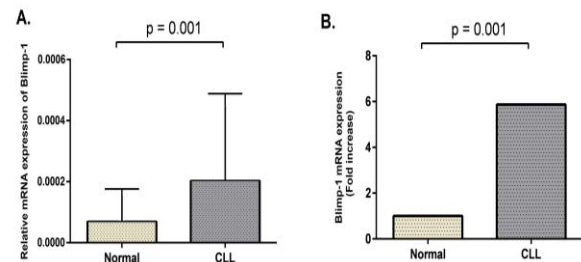 A.
p = 0.001
Relative mRNA expression of Blimp-1
0.0006
0.0004
0.0002
0.0000
Normal
CLL
B.
p = 0.001
Blimp-1 mRNA expression
(Fold increase)
8
6
4
2
0
Normal
CLL